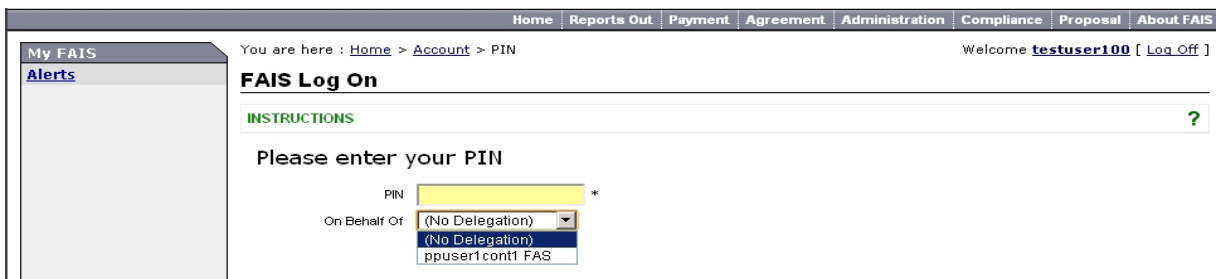 Home Reports Out Payment Agreement Administration Compliance Proposal About FAIS
My FAIS
Alerts
You are here : Home > Account > PIN
Welcome testuser100 [ Log Off ]
FAIS Log On
INSTRUCTIONS ?
Please enter your PIN
PIN *
On Behalf Of (No Delegation)
(No Delegation)
ppuser1cont1 FAS